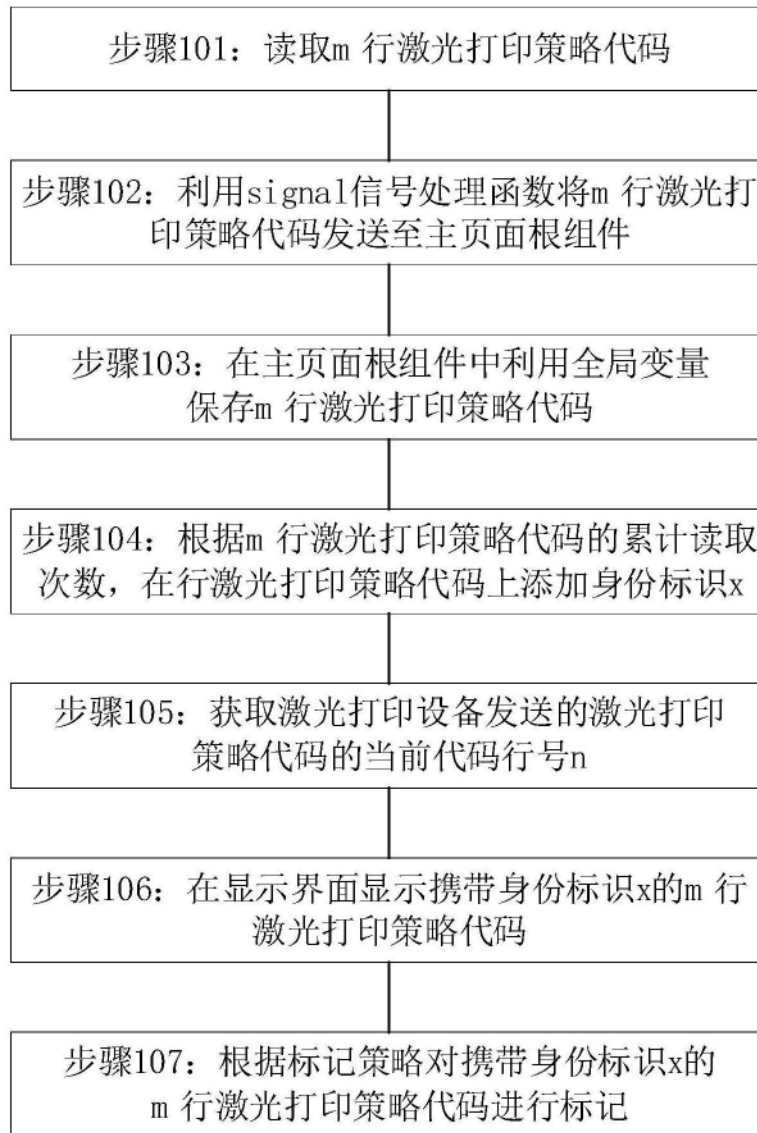 步骤101：读取m 行激光打印策略代码
步骤102：利用signal信号处理函数将m 行激光打
印策略代码发送至主页面根组件
步骤103：在主页面根组件中利用全局变量
保存m 行激光打印策略代码
步骤104：根据m 行激光打印策略代码的累计读取
次数，在行激光打印策略代码上添加身份标识x
步骤105：获取激光打印设备发送的激光打印
策略代码的当前代码行号n
步骤106：在显示界面显示携带身份标识x的m 行
激光打印策略代码
步骤107：根据标记策略对携带身份标识x的
m 行激光打印策略代码进行标记